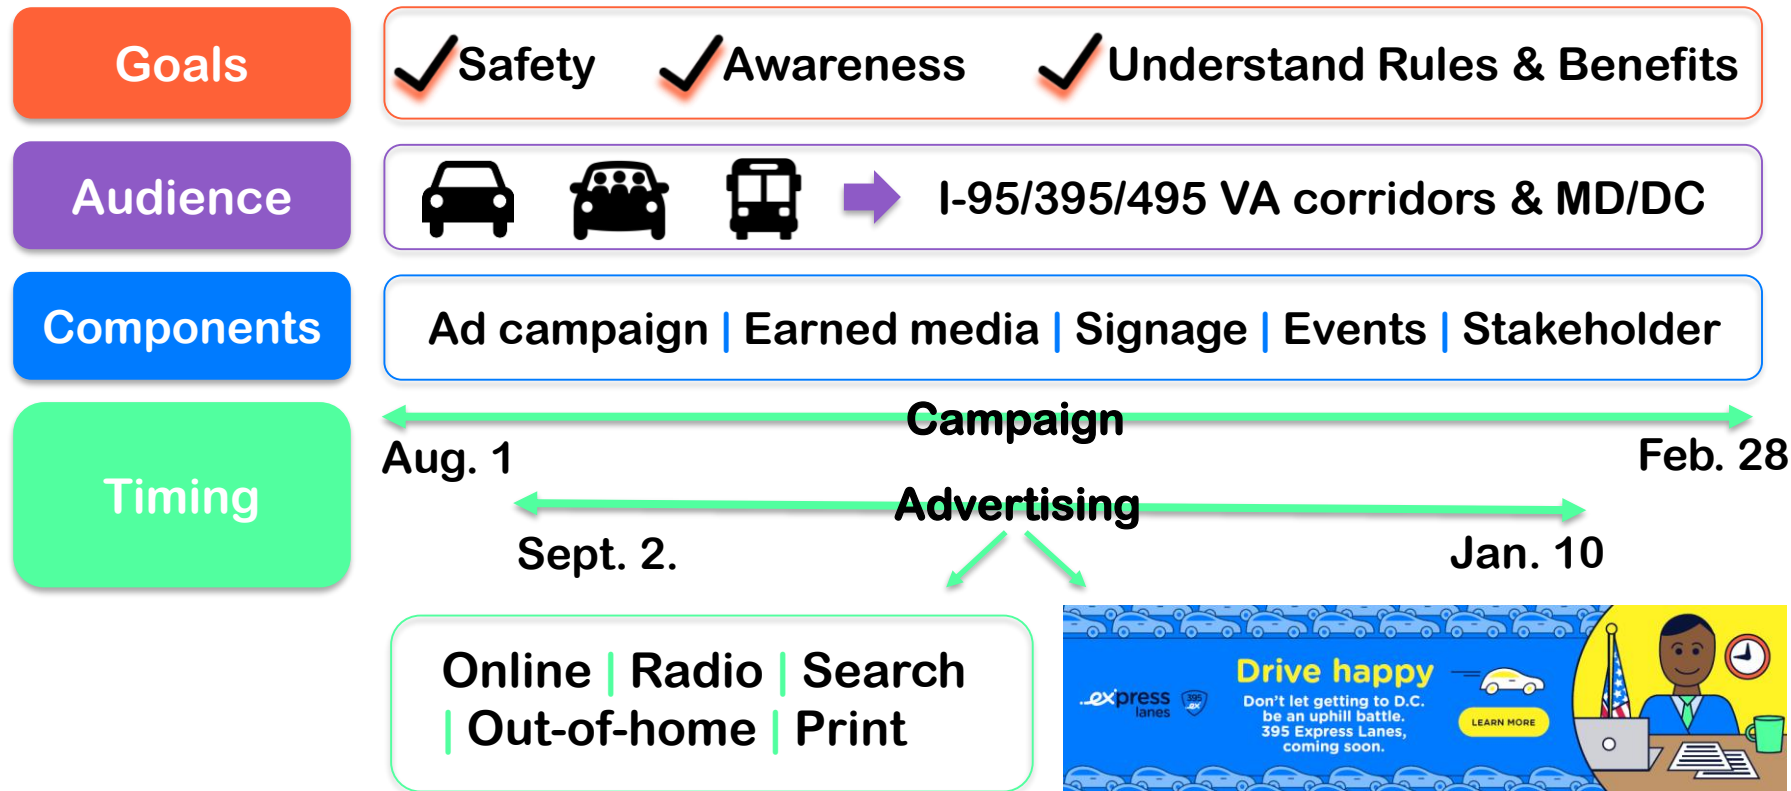 Goals
Safety
Awareness
Understand Rules & Benefits
Audience
I-95/395/495 VA corridors & MD/DC
Components
Ad campaign | Earned media | Signage | Events | Stakeholder
Timing
Campaign
Aug. 1
Feb. 28
Advertising
Sept. 2.
Jan. 10
Online | Radio | Search
| Out-of-home | Print
express
lanes
395
ex
Drive happy
Don't let getting to D.C.
be an uphill battle.
395 Express Lanes,
coming soon.
LEARN MORE